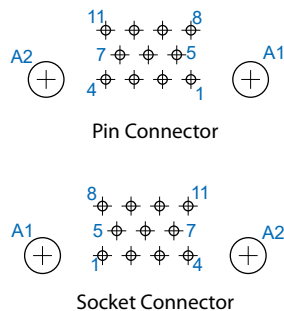 11 8
A2 7 5 A1
4 1
Pin Connector
8 11
A1 5 7 A2
1 4
Socket Connector